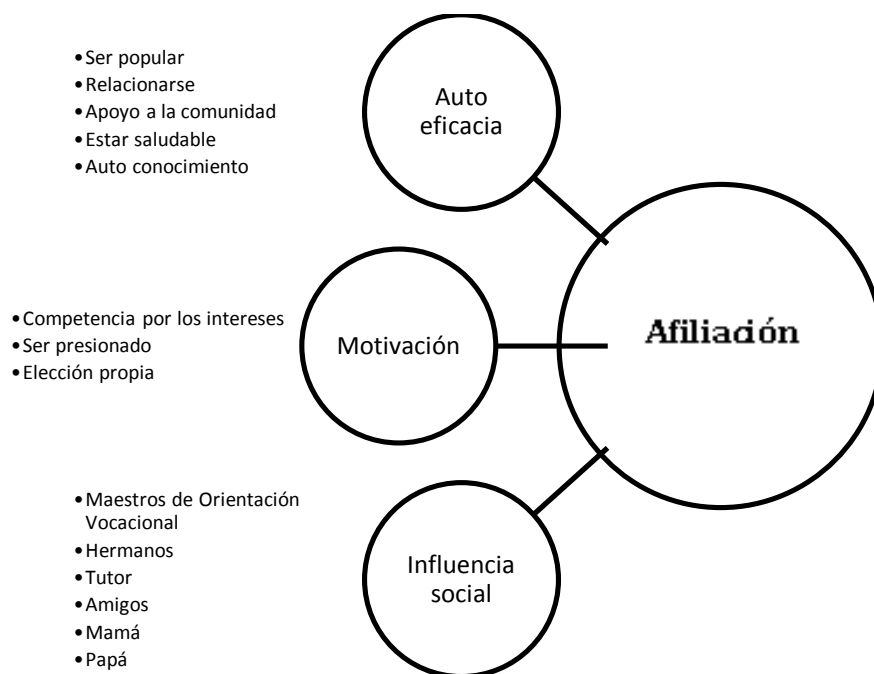 •Ser popular
•Relacionarse
•Apoyo a la comunidad
•Estar saludable
•Auto conocimiento
Auto
eficacia
•Competencia por los intereses
•Ser presionado
•Elección propia
Motivación
Afiliación
•Maestros de Orientación
Vocacional
•Hermanos
•Tutor
•Amigos
•Mamá
•Papá
Influencia
social